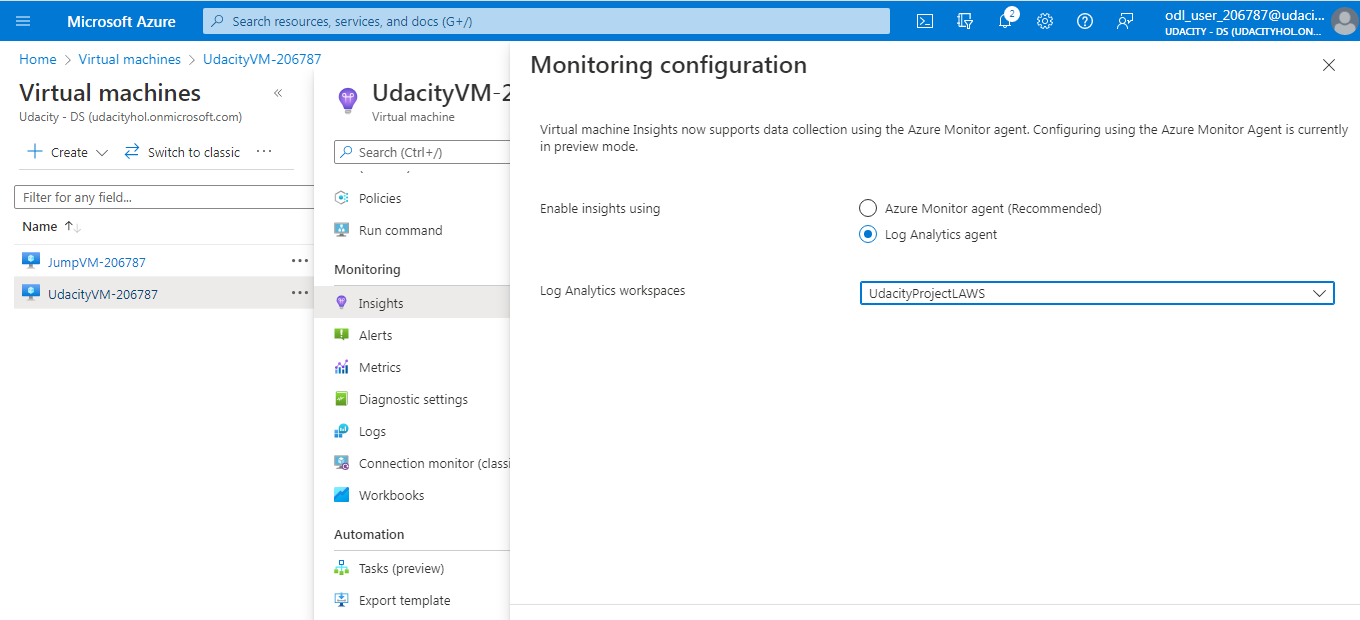 Microsoft Azure
Search resources, services, and docs (G+/)
2
odl_user_206787@udaci...
UDACITY - DS (UDACITYHOL.ON...
Home > Virtual machines > UdacityVM-206787
Virtual machines
Udacity - DS (udacityhol.onmicrosoft.com)
Create
Switch to classic
Filter for any field...
Name
JumpVM-206787
UdacityVM-206787
UdacityVM-2
Virtual machine
Search (Ctrl+/)
Policies
Run command
Monitoring
Insights
Alerts
Metrics
Diagnostic settings
Logs
Connection monitor (classi
Workbooks
Automation
Tasks (preview)
Export template
Monitoring configuration
Virtual machine Insights now supports data collection using the Azure Monitor agent. Configuring using the Azure Monitor Agent is currently
in preview mode.
Enable insights using
Azure Monitor agent (Recommended)
Log Analytics agent
Log Analytics workspaces
UdacityProjectLAWS